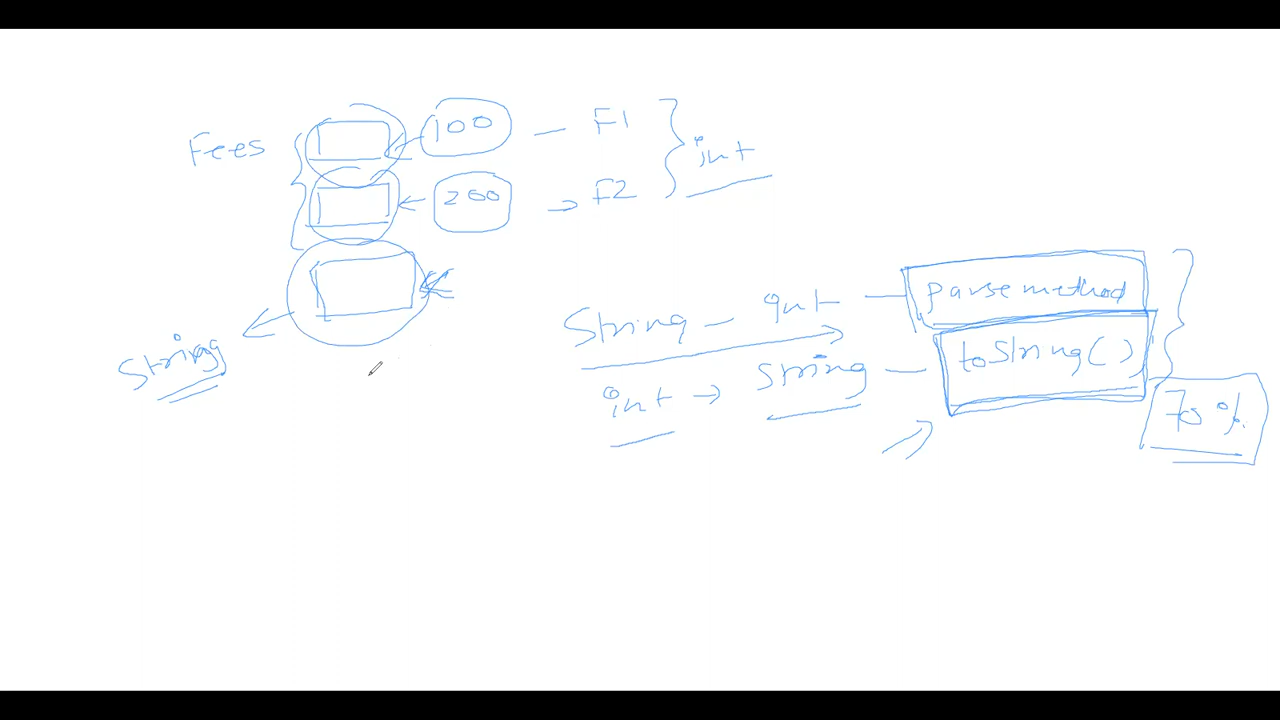 Fees 100 - F1
200 → F2
int
String - int - parse method
int → string - toString()
String
70%